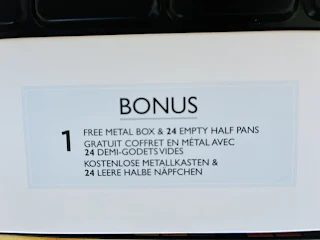 BONUS
1 FREE METAL BOX & 24 EMPTY HALF PANS
GRATUIT COFFRET EN MÉTAL AVEC
24 DEMI-GODETS VIDES
KOSTENLOSE METALLKASTEN &
24 LEERE HALBE NÄPFCHEN